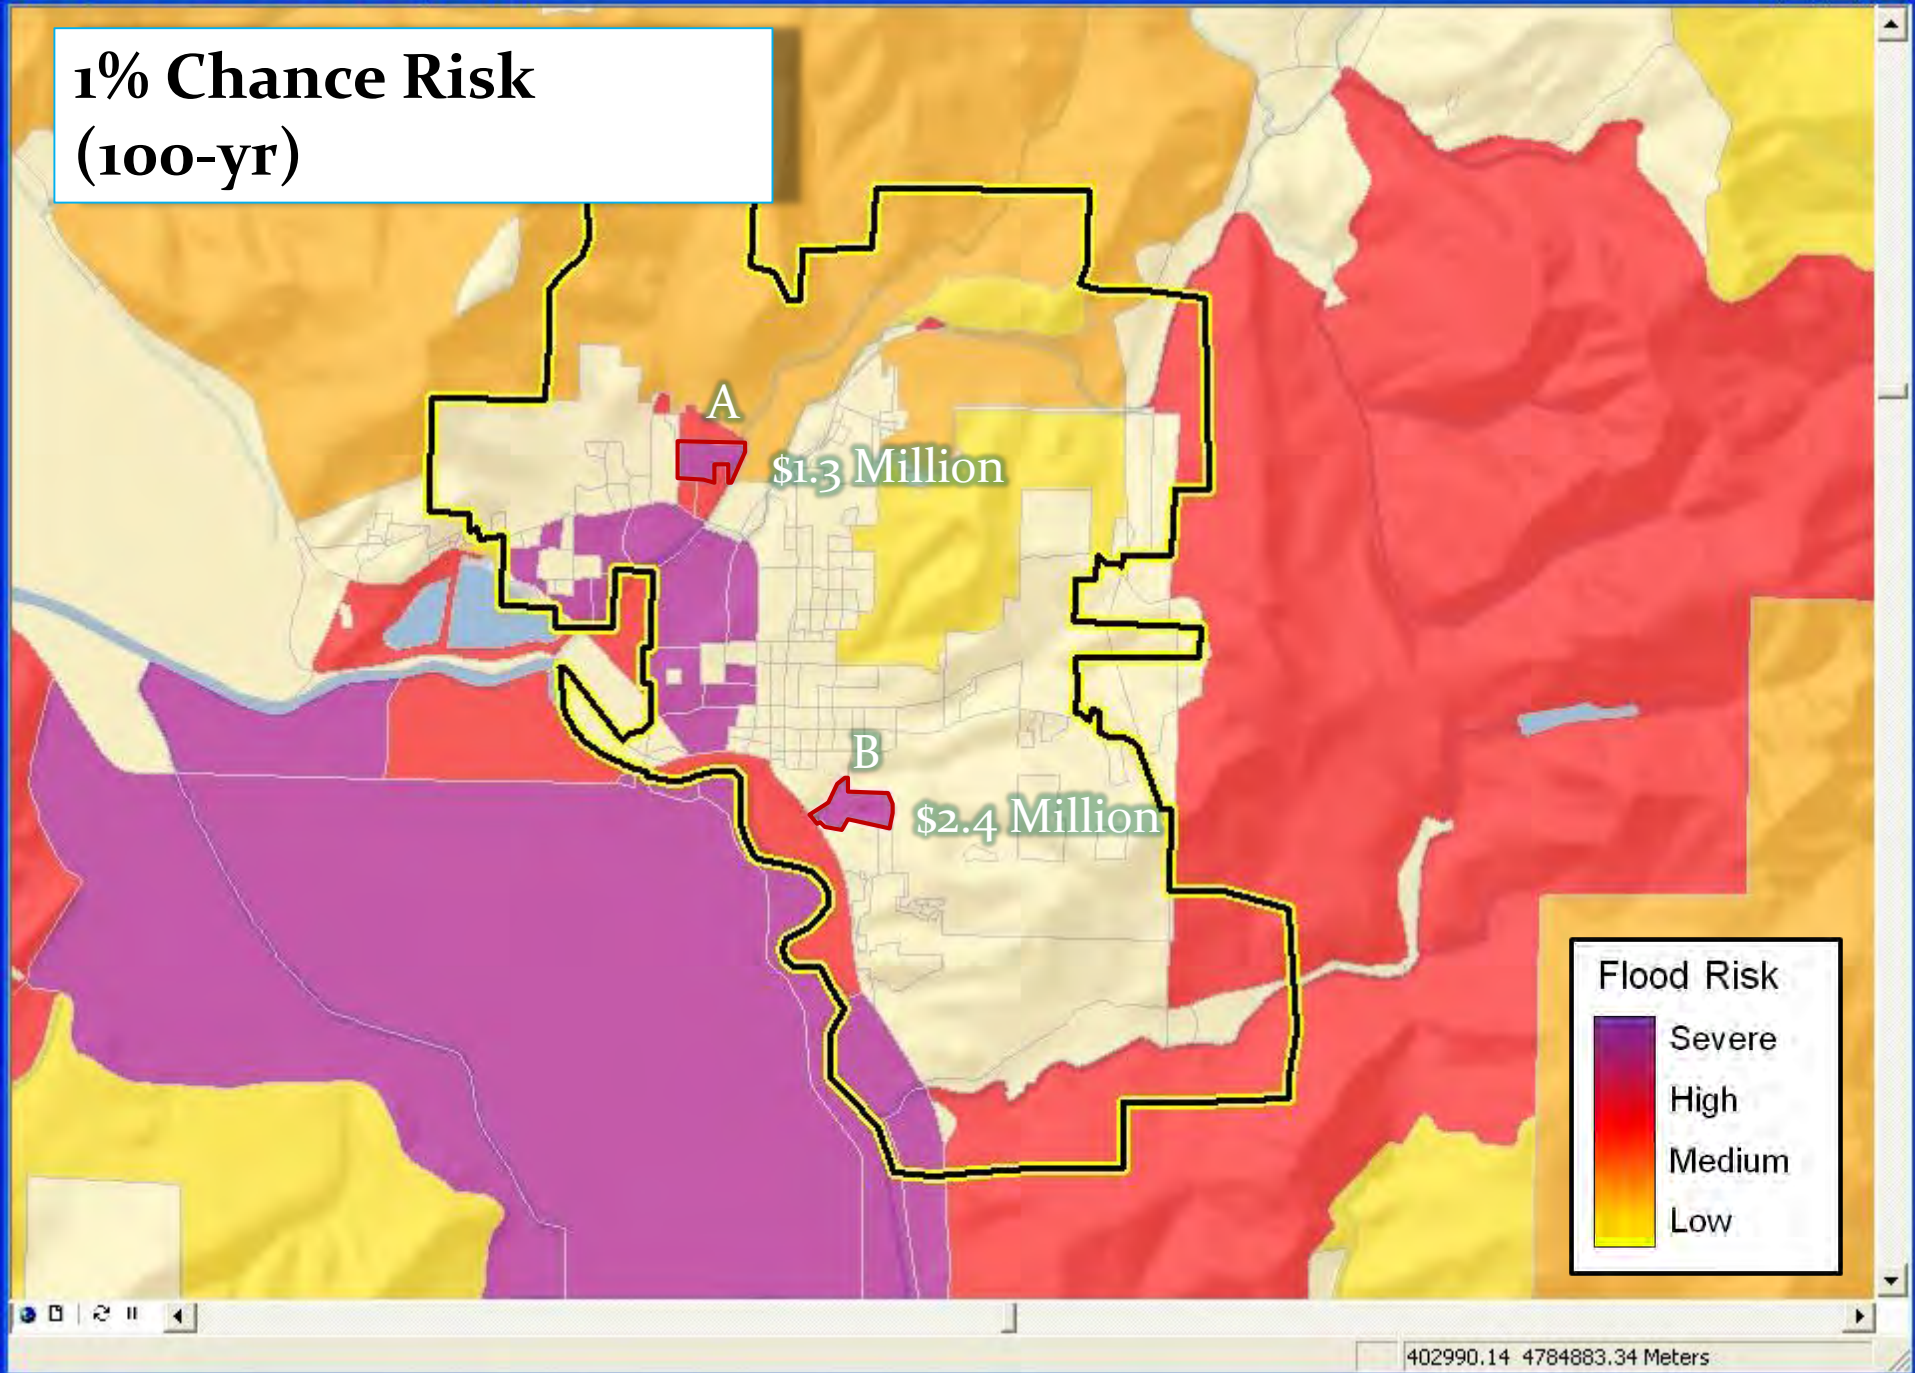 1% Chance Risk
(100-yr)
A
$1.3 Million
B
$2.4 Million
Flood Risk
Severe
High
Medium
Low
402990.14 4784883.34 Meters